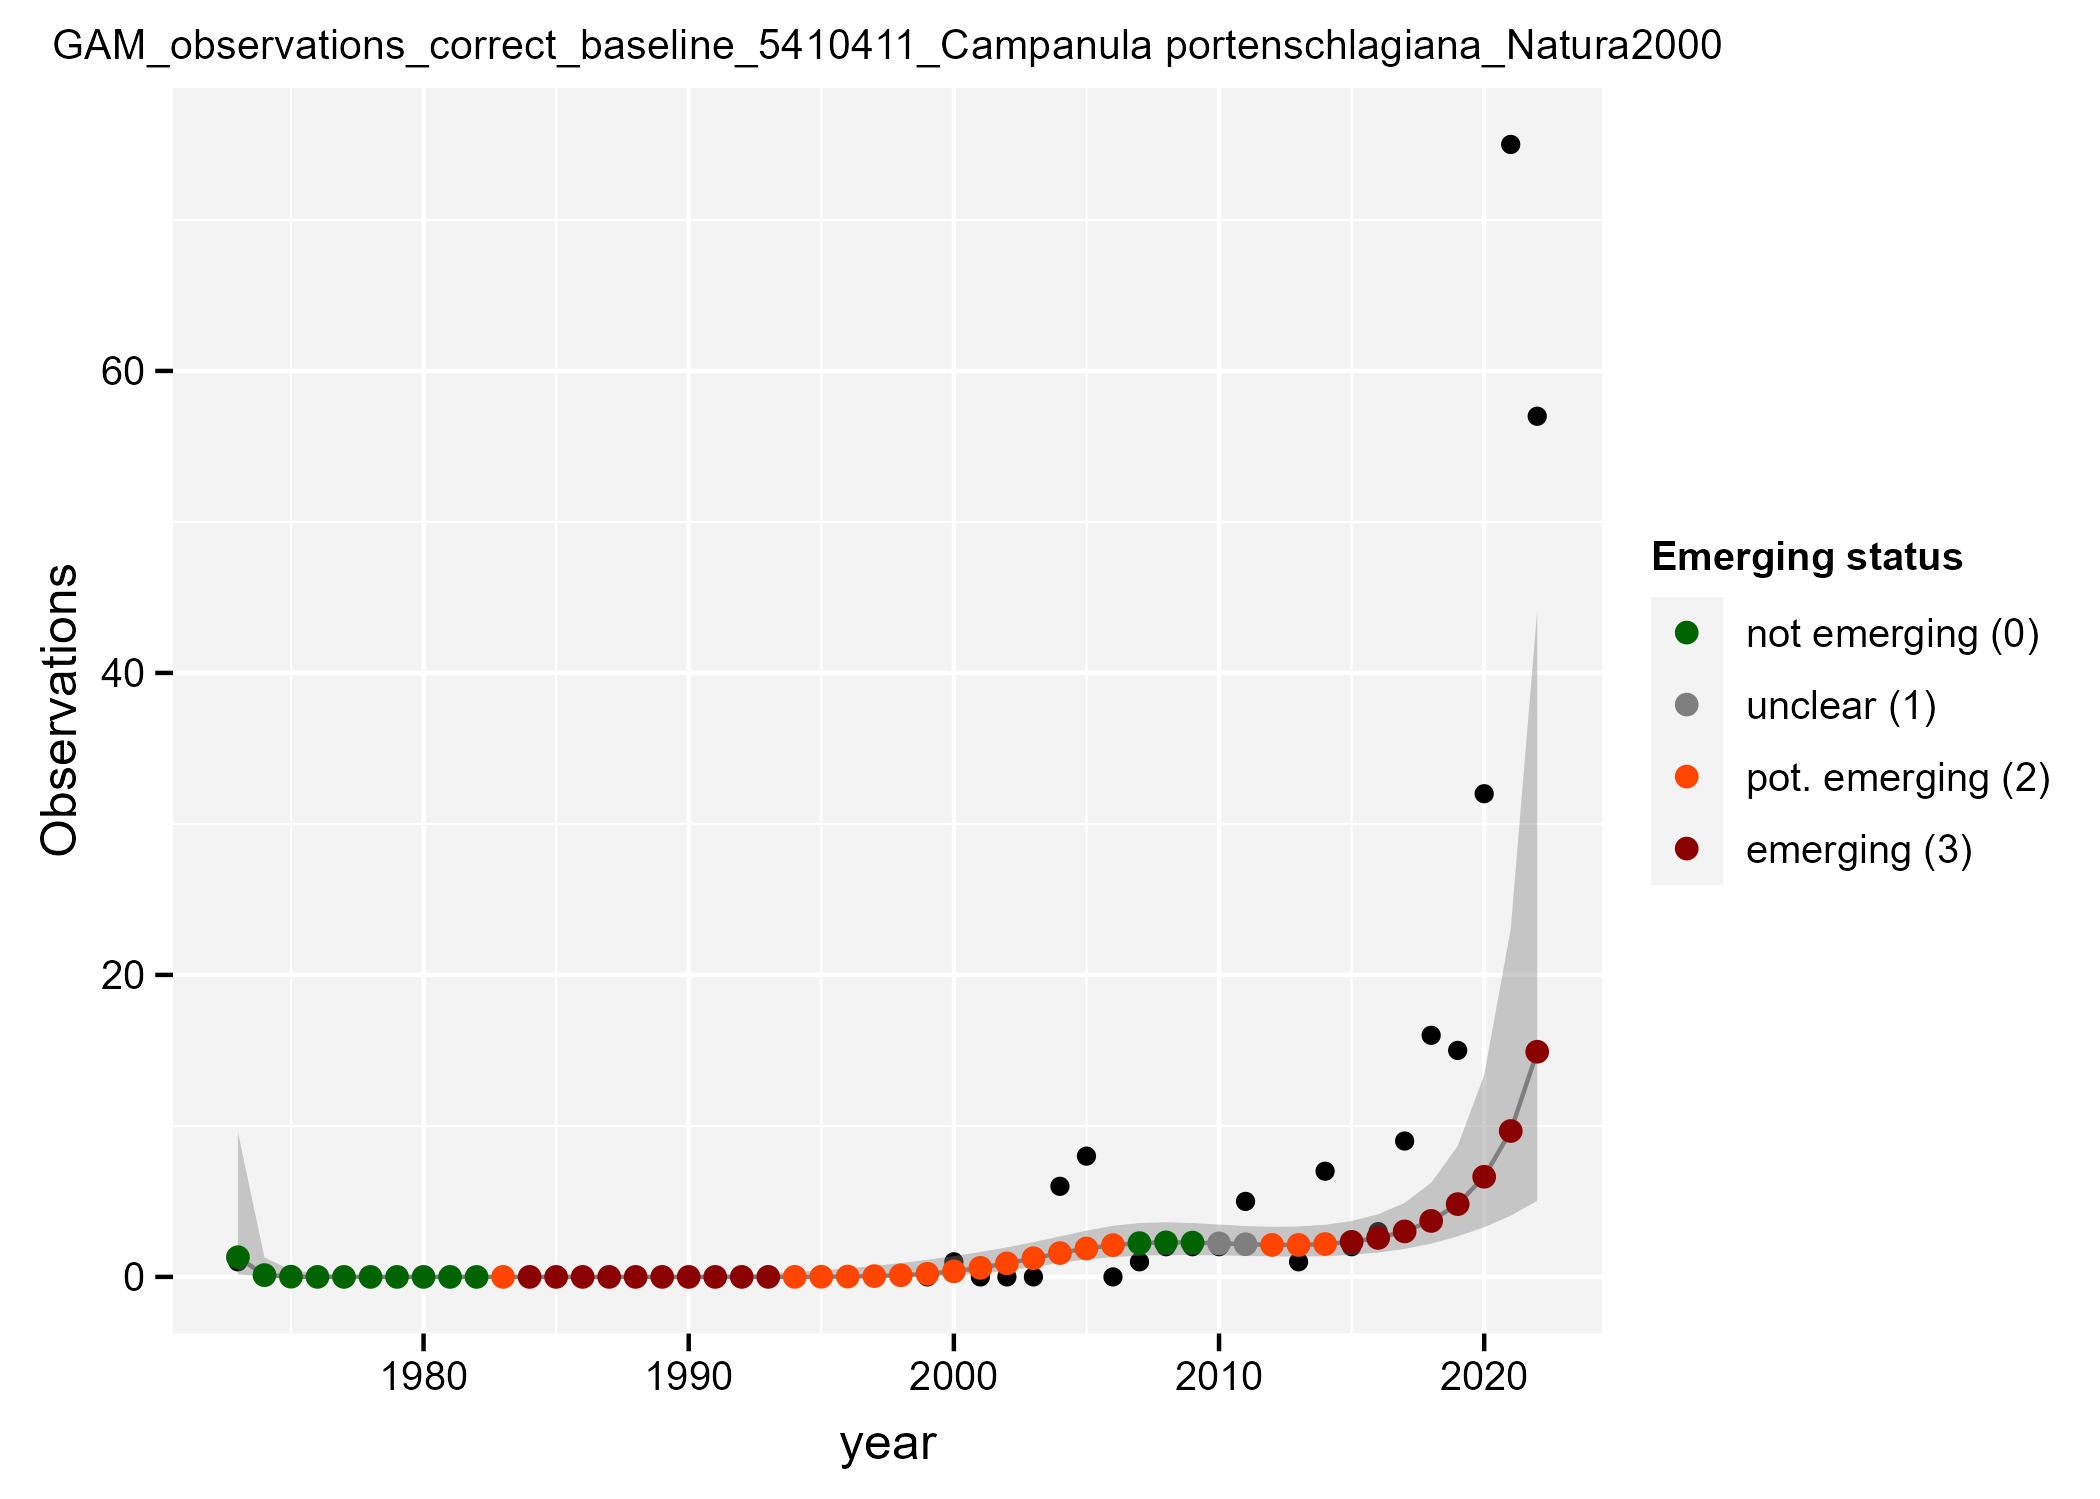 GAM_observations_correct_baseline_5410411_Campanula portenschlagiana_Natura2000
Observations
60
40
20
0
1980 1990 2000 2010 2020
year
Emerging status
not emerging (0)
unclear (1)
pot. emerging (2)
emerging (3)